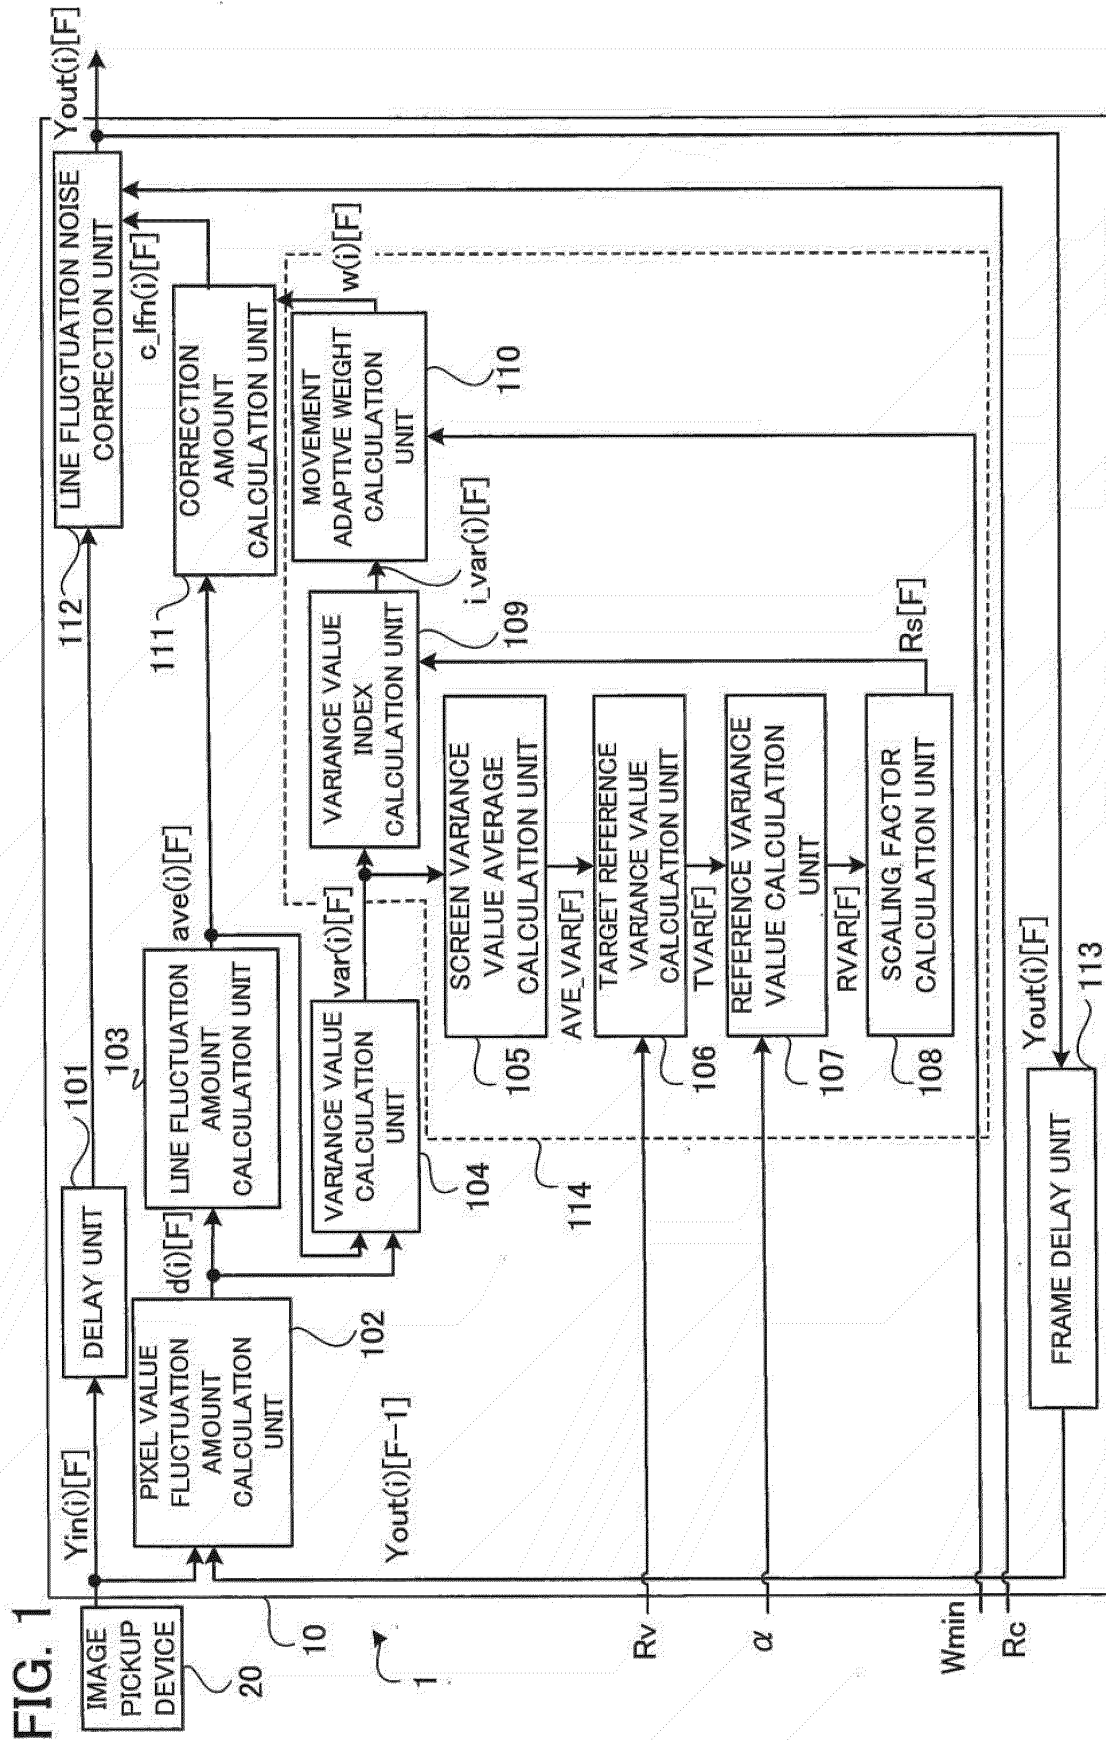 FIG. 1
IMAGE
PICKUP
DEVICE
20
10
1
Yin(i)[F]
DELAY UNIT
101
PIXEL VALUE
FLUCTUATION
AMOUNT
CALCULATION
UNIT
102
d(i)[F]
Yout(i)[F-1]
LINE FLUCTUATION
AMOUNT
CALCULATION UNIT
103
ave(i)[F]
VARIANCE VALUE
CALCULATION
UNIT
104
var(i)[F]
SCREEN VARIANCE
VALUE AVERAGE
CALCULATION UNIT
105
AVE_VAR[F]
TARGET REFERENCE
VARIANCE VALUE
CALCULATION UNIT
106
TVAR[F]
REFERENCE VARIANCE
VALUE CALCULATION
UNIT
107
RVAR[F]
SCALING FACTOR
CALCULATION UNIT
108
Rs[F]
VARIANCE VALUE
INDEX
CALCULATION UNIT
109
i_var(i)[F]
MOVEMENT
ADAPTIVE WEIGHT
CALCULATION
UNIT
110
w(i)[F]
CORRECTION
AMOUNT
CALCULATION UNIT
111
c_lfn(i)[F]
LINE FLUCTUATION NOISE
CORRECTION UNIT
112
Yout(i)[F]
114
Yout(i)[F]
FRAME DELAY UNIT
113
Rv
α
Wmin
Rc